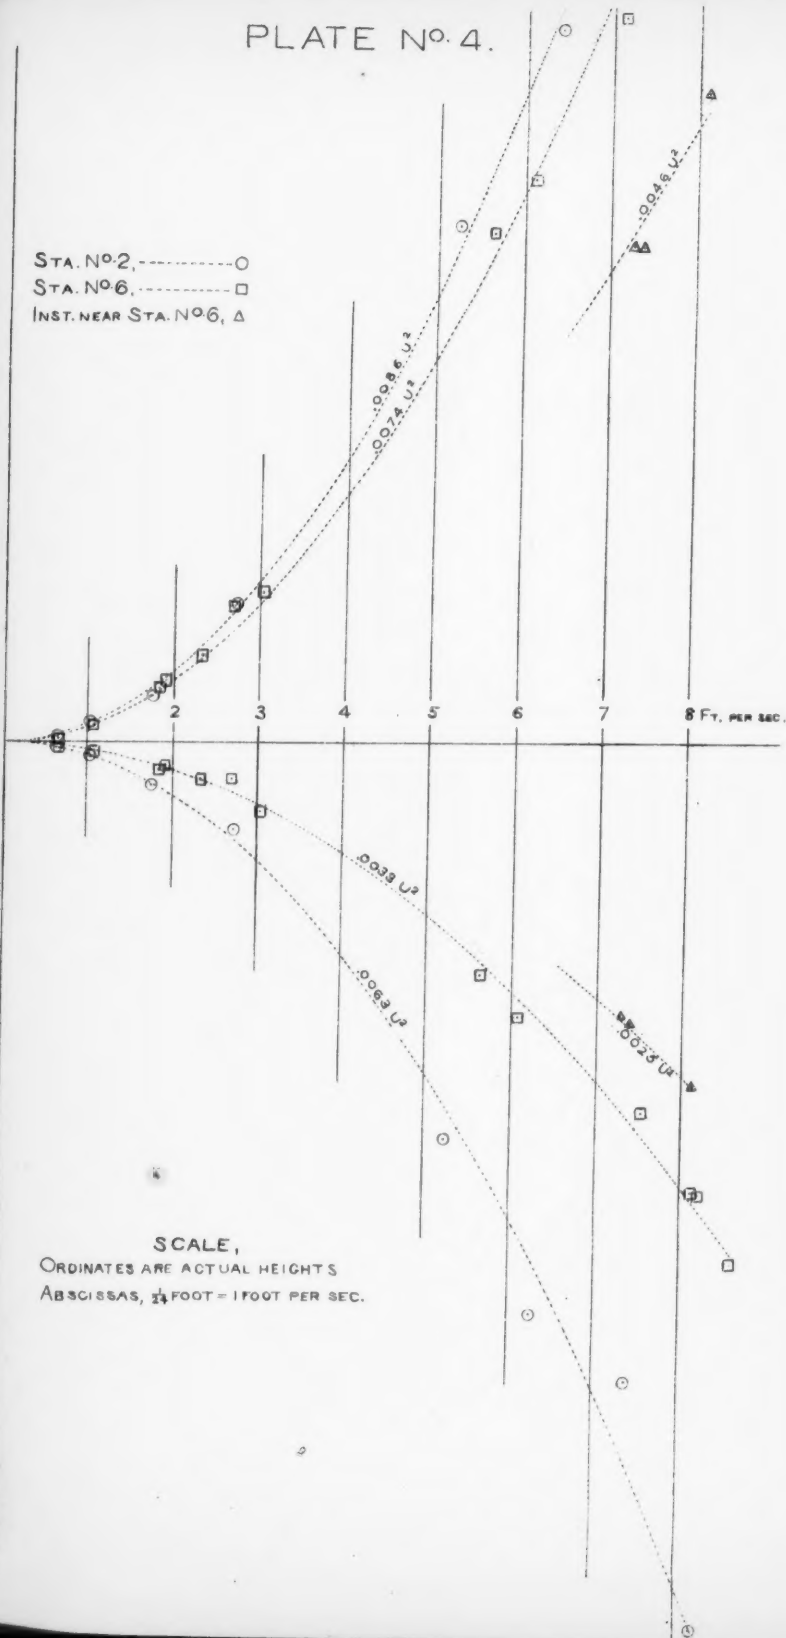 PLATE No. 4.
STA. No. 2, ---------- ○
STA. No. 6, ---------- □
INST. NEAR STA. No. 6, △
.0046 U²
.0086 U²
.0074 U²
2 3 4 5 6 7 8 FT. PER SEC.
.0033 U²
.0063 U²
.0025 U²
SCALE,
ORDINATES ARE ACTUAL HEIGHTS
ABSCISSAS, 1/24 FOOT = 1 FOOT PER SEC.